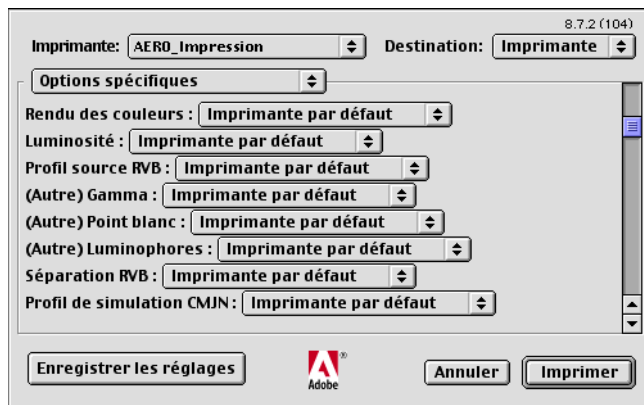 8.7.2 (104)
Imprimante: AERO_Impression Destination: Imprimante
Options spécifiques
Rendu des couleurs : Imprimante par défaut
Luminosité : Imprimante par défaut
Profil source RVB : Imprimante par défaut
(Autre) Gamma : Imprimante par défaut
(Autre) Point blanc : Imprimante par défaut
(Autre) Luminophores : Imprimante par défaut
Séparation RVB : Imprimante par défaut
Profil de simulation CMJN : Imprimante par défaut
Enregistrer les réglages Adobe® Annuler Imprimer